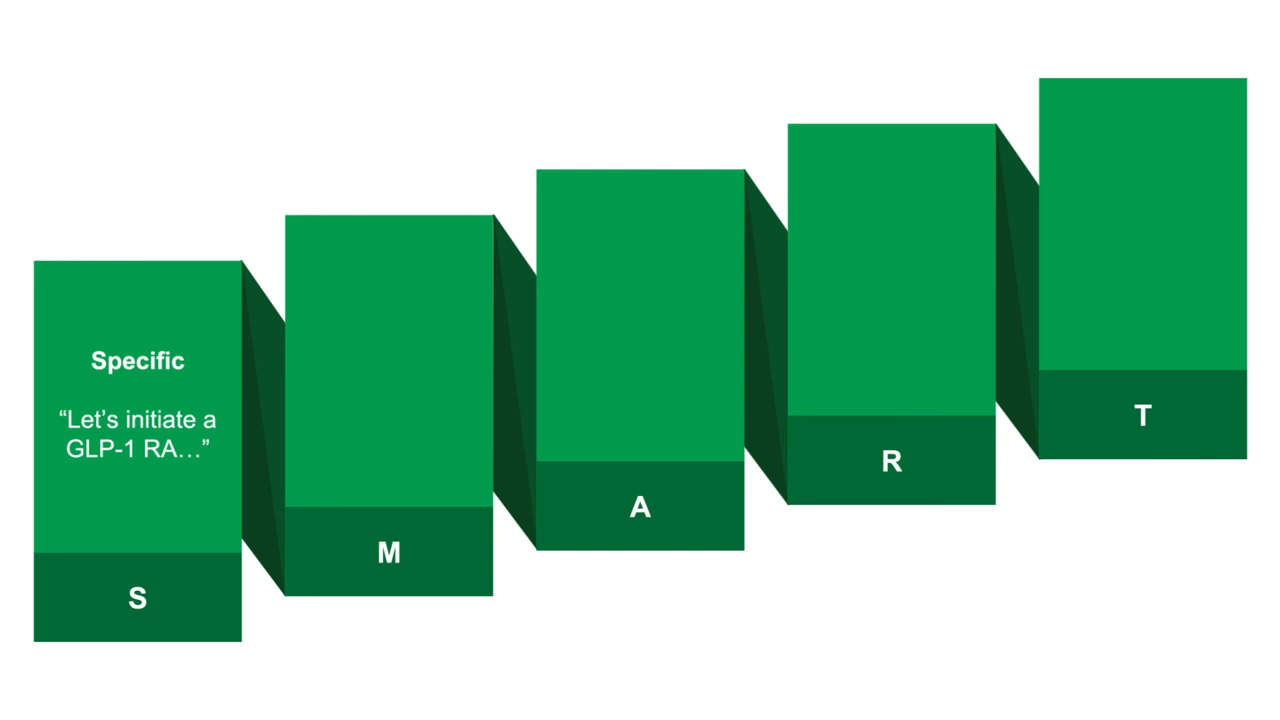 Specific
“Let’s initiate a
GLP-1 RA…”
S
M
A
R
T